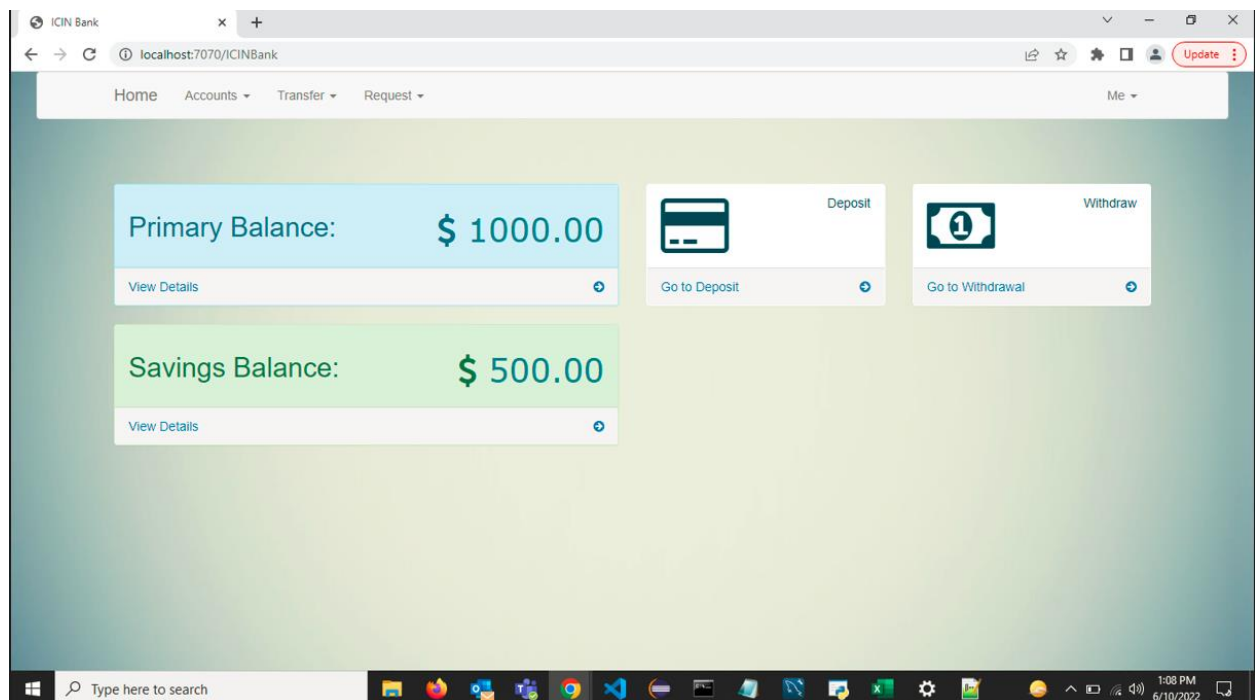 ICIN Bank
localhost:7070/ICINBank
Update
Home Accounts Transfer Request Me
Primary Balance: $ 1000.00
View Details
Deposit
Go to Deposit
1
Withdraw
Go to Withdrawal
Savings Balance: $ 500.00
View Details
Type here to search
1:08 PM
6/10/2022